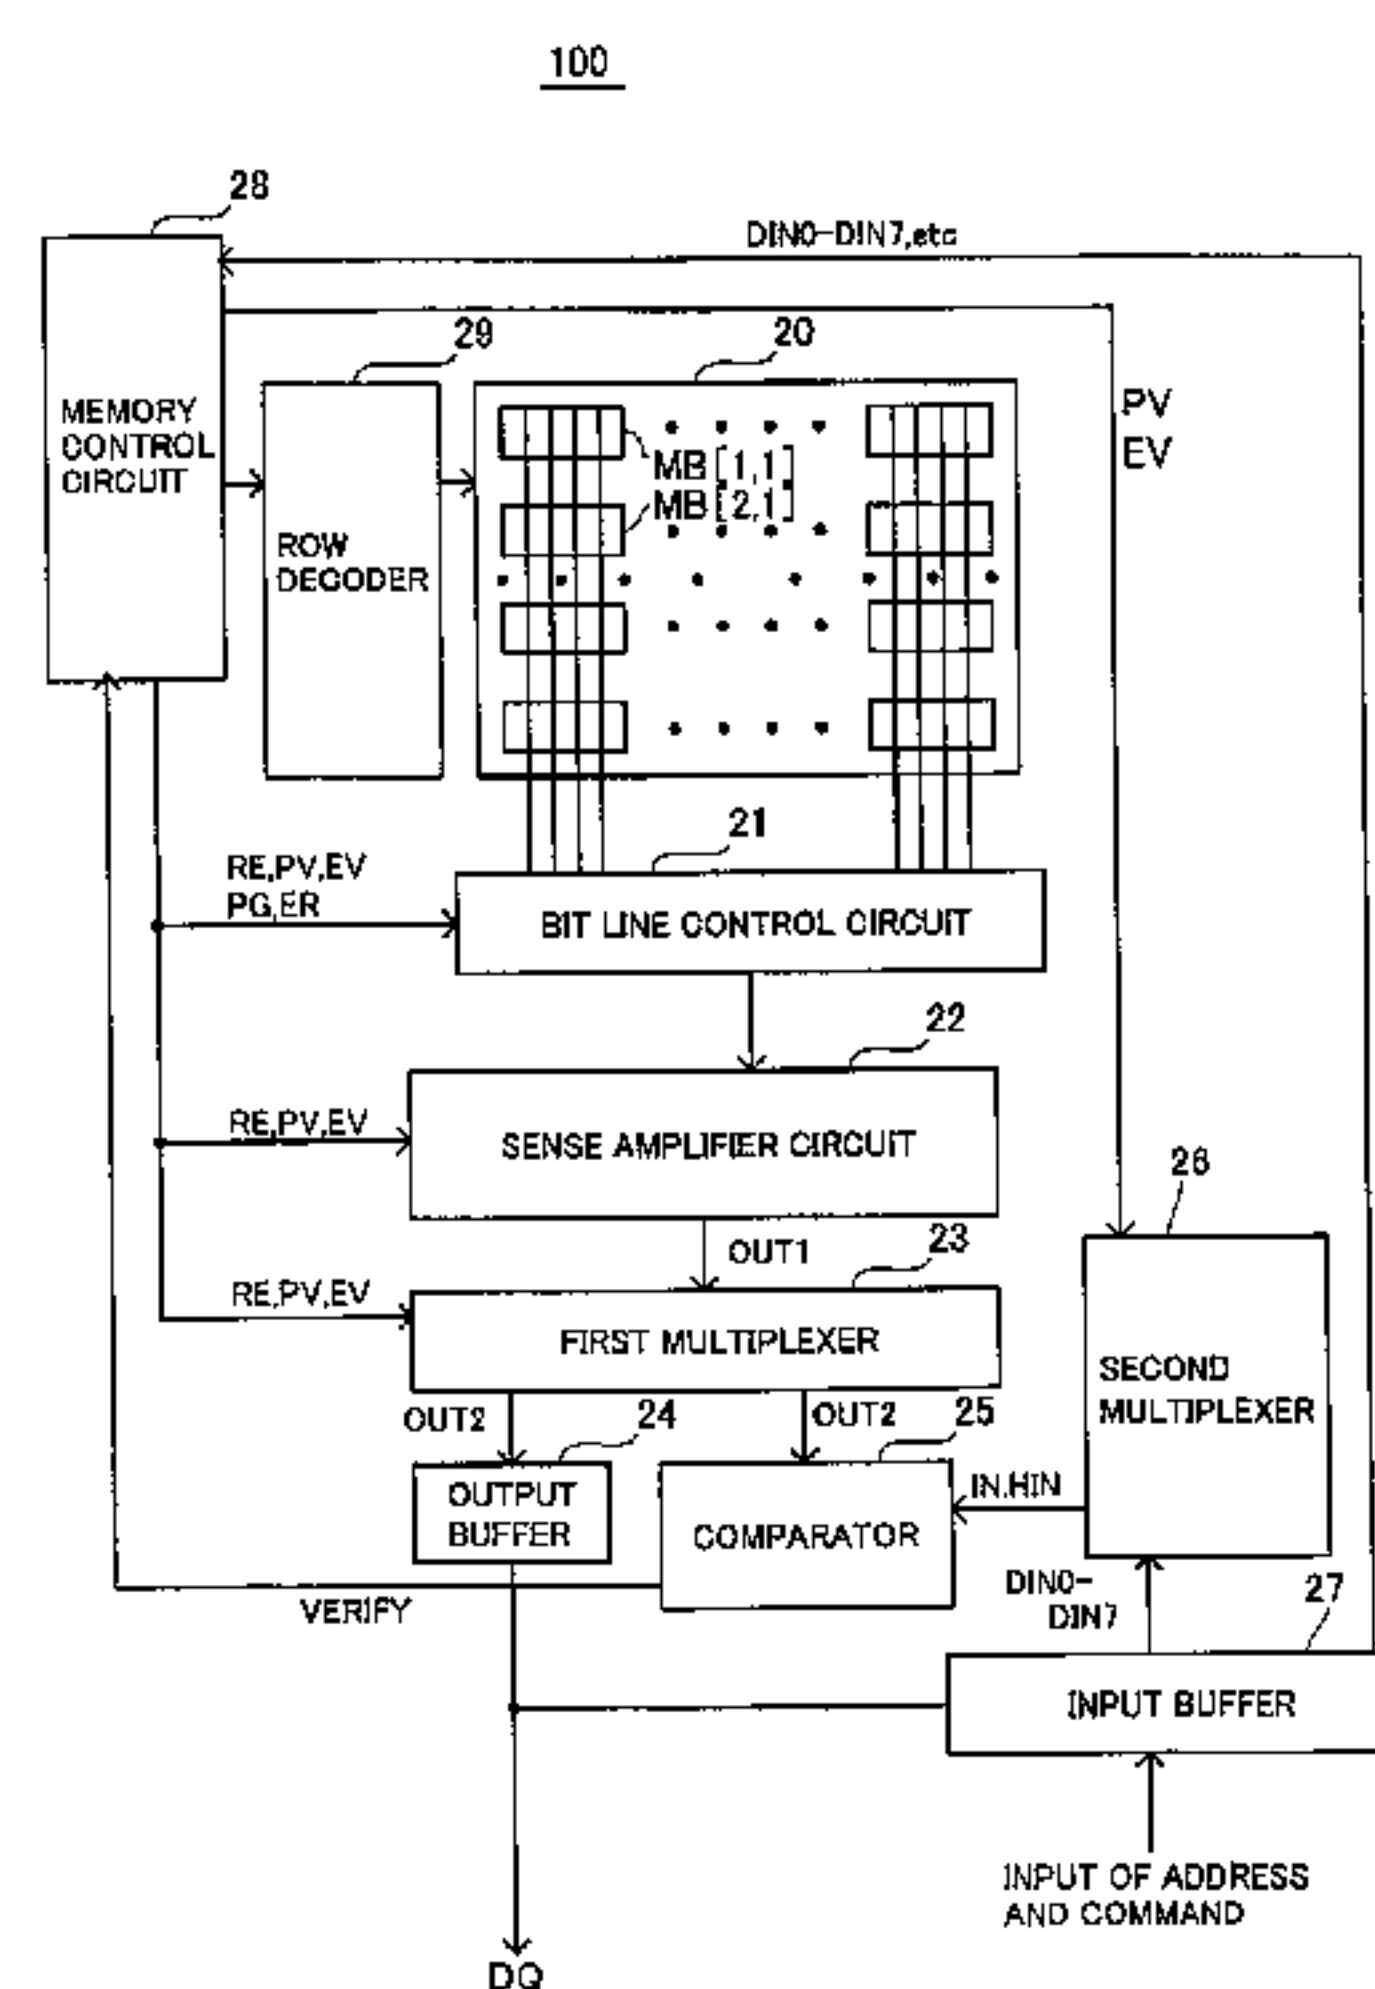 100
28
DIN0-DIN7,etc
29
20
MEMORY
CONTROL
CIRCUIT
PV
EV
MB[1,1]
MB[2,1]
ROW
DECODER
21
RE,PV,EV
PG,ER
BIT LINE CONTROL CIRCUIT
22
RE,PV,EV
SENSE AMPLIFIER CIRCUIT
26
OUT1
23
RE,PV,EV
FIRST MULTIPLEXER
SECOND
MULTIPLEXER
OUT2
24
OUT2
25
OUTPUT
BUFFER
COMPARATOR
IN,HIN
VERIFY
DIN0-
DIN7
27
INPUT BUFFER
INPUT OF ADDRESS
AND COMMAND
DQ